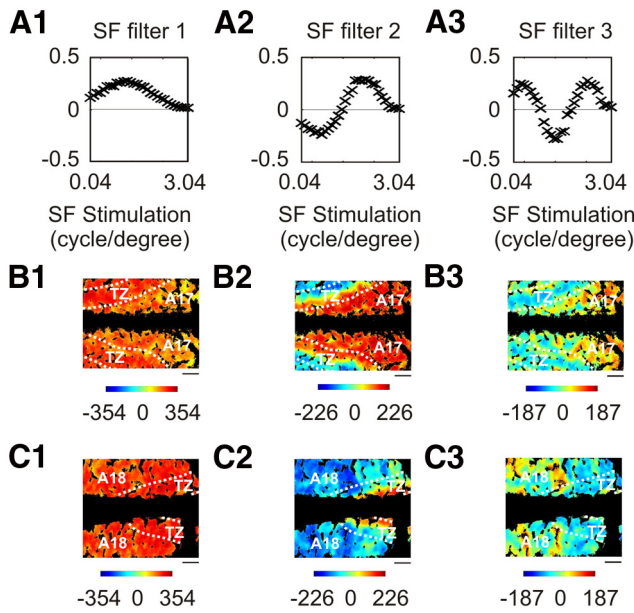 A1 SF filter 1 A2 SF filter 2 A3 SF filter 3
0.5 0.5 0.5
0 0 0
-0.5 -0.5 -0.5
0.04 3.04 0.04 3.04 0.04 3.04
SF Stimulation SF Stimulation SF Stimulation
(cycle/degree) (cycle/degree) (cycle/degree)
B1 B2 B3
TZ A17 TZ A17 TZ A17
TZ A17 TZ A17 TZ A17
-354 0 354 -226 0 226 -187 0 187
C1 C2 C3
A18 TZ A18 TZ A18 TZ
A18 TZ A18 TZ A18 TZ
-354 0 354 -226 0 226 -187 0 187